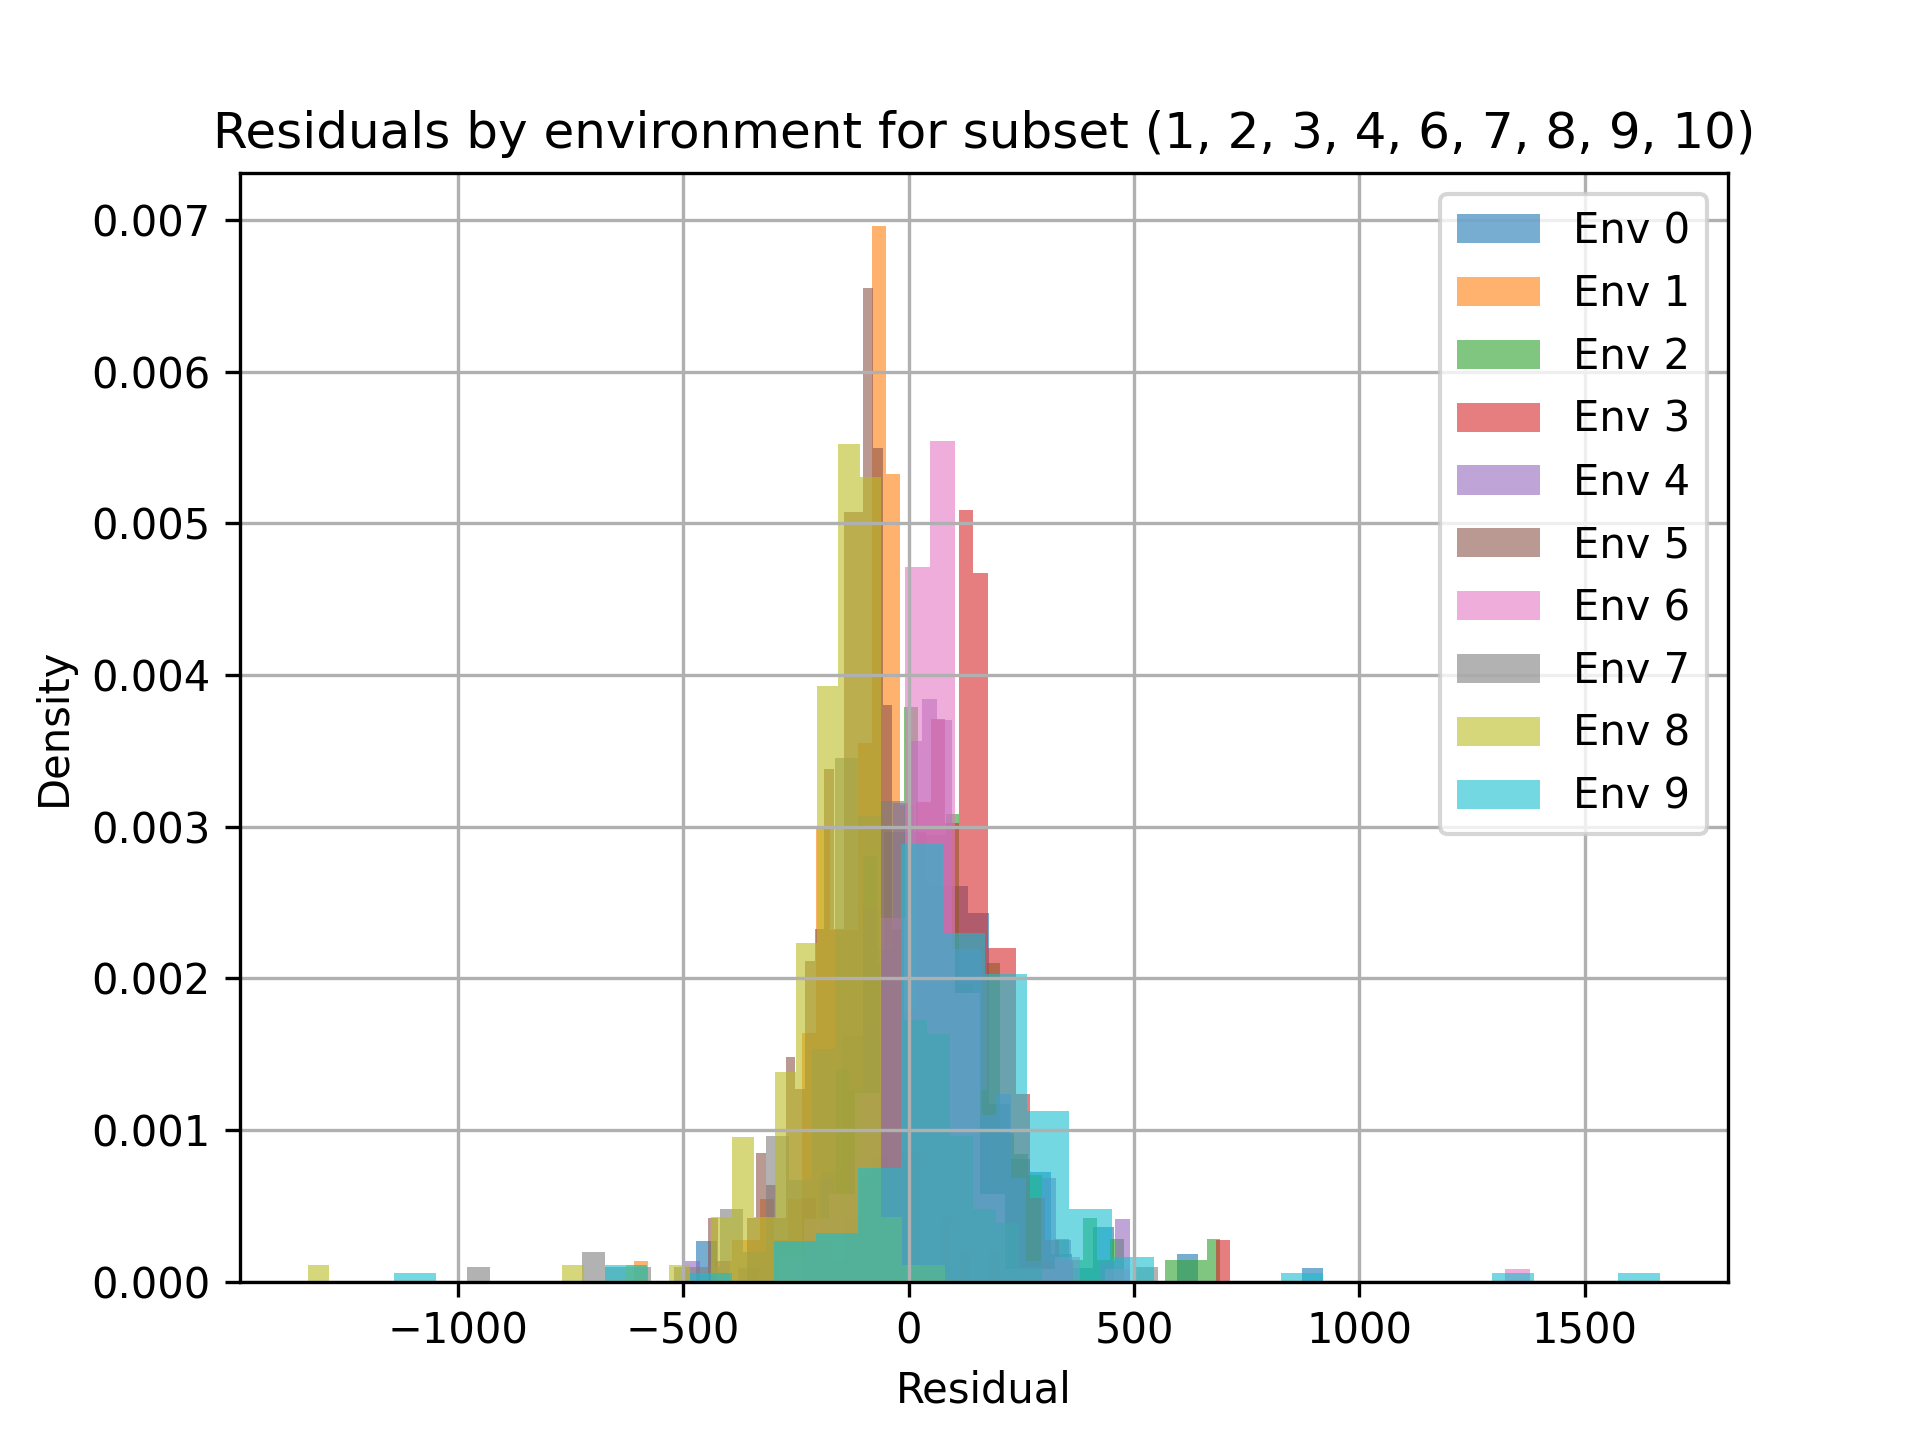 Residuals by environment for subset (1, 2, 3, 4, 6, 7, 8, 9, 10)
0.007
0.006
0.005
0.004
0.003
0.002
0.001
0.000
Density
Env 0
Env 1
Env 2
Env 3
Env 4
Env 5
Env 6
Env 7
Env 8
Env 9
−1000 −500 0 500 1000 1500
Residual